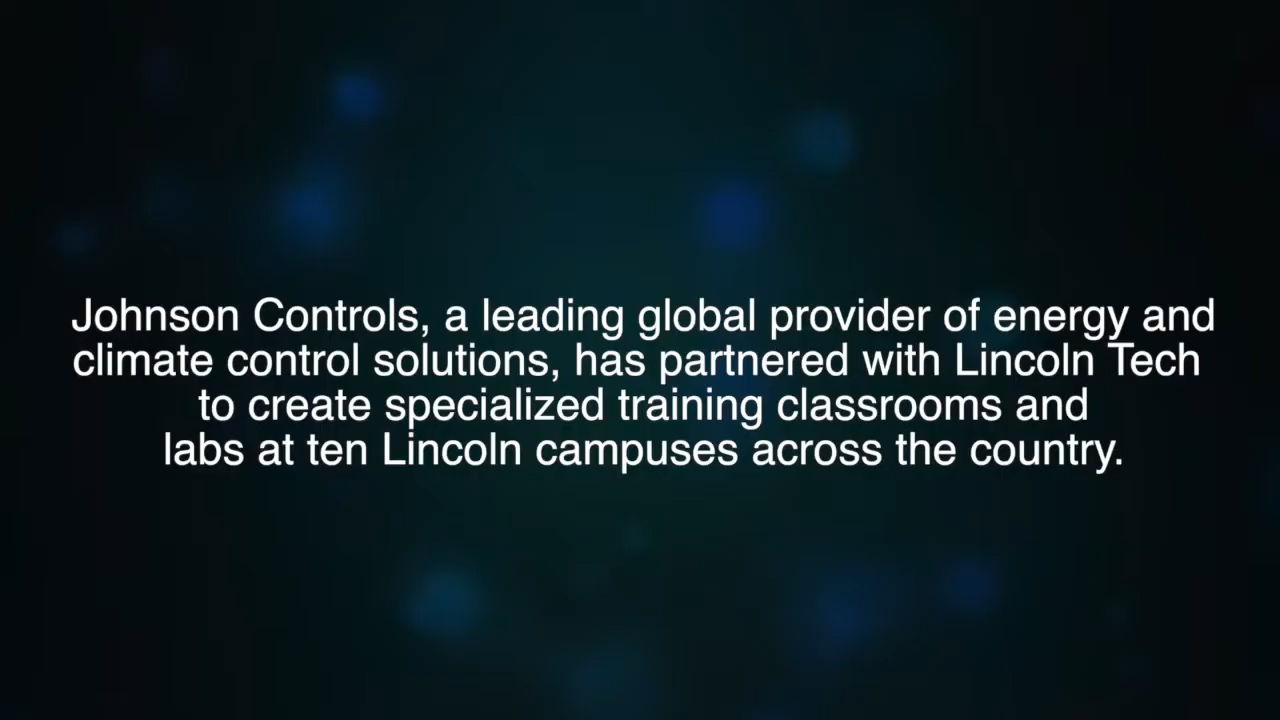 Johnson Controls, a leading global provider of energy and
climate control solutions, has partnered with Lincoln Tech
to create specialized training classrooms and
labs at ten Lincoln campuses across the country.